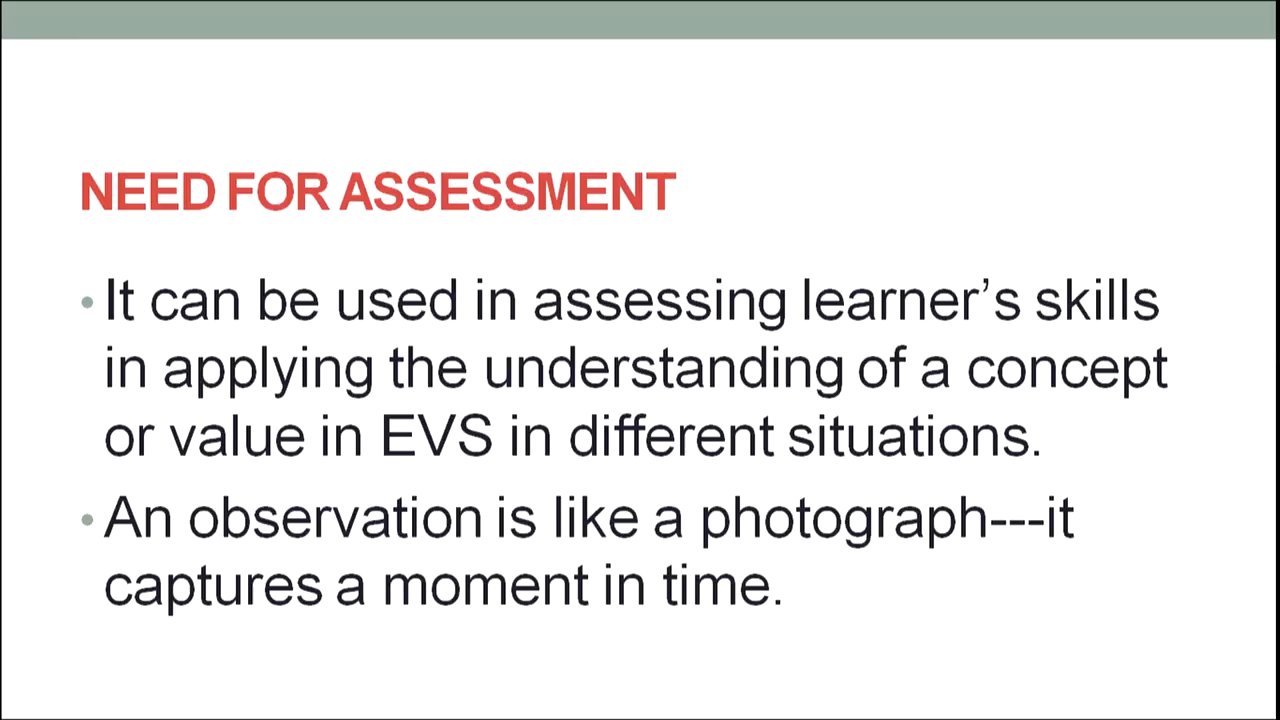 NEED FOR ASSESSMENT
• It can be used in assessing learner’s skills
in applying the understanding of a concept
or value in EVS in different situations.
• An observation is like a photograph---it
captures a moment in time.